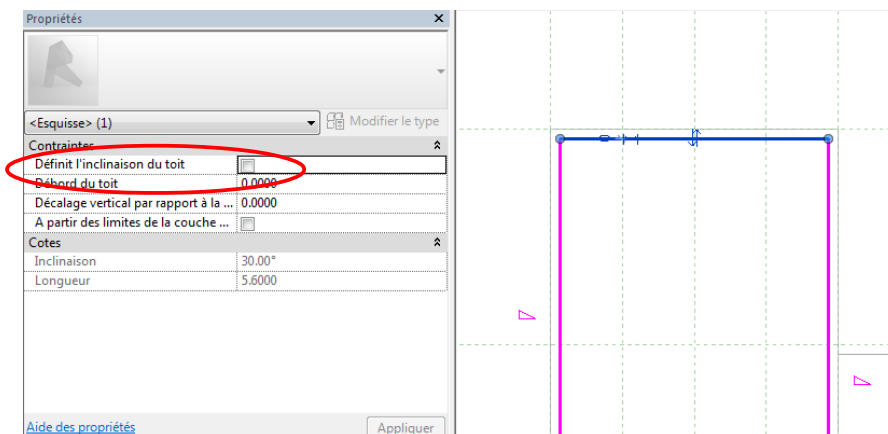 Propriétés
<Esquisse> (1)
Modifier le type
Contraintes
Définit l'inclinaison du toit
Débord du toit 0.0000
Décalage vertical par rapport à la ... 0.0000
A partir des limites de la couche ...
Cotes
Inclinaison 30.00°
Longueur 5.6000
Aide des propriétés
Appliquer